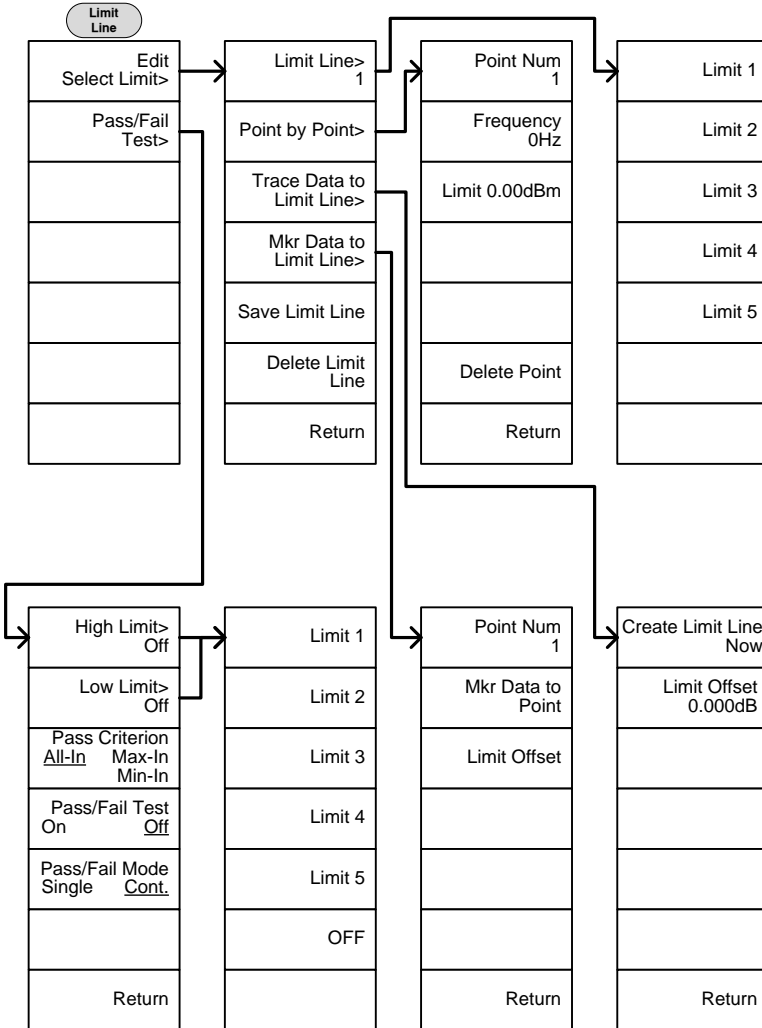 Limit
Line
Edit
Select Limit>
Pass/Fail
Test>
Limit Line>
1
Point by Point>
Trace Data to
Limit Line>
Mkr Data to
Limit Line>
Save Limit Line
Delete Limit
Line
Return
Point Num
1
Frequency
0Hz
Limit 0.00dBm
Delete Point
Return
Limit 1
Limit 2
Limit 3
Limit 4
Limit 5
High Limit>
Off
Low Limit>
Off
Pass Criterion
All-In Max-In
Min-In
Pass/Fail Test
On Off
Pass/Fail Mode
Single Cont.
Return
Limit 1
Limit 2
Limit 3
Limit 4
Limit 5
OFF
Point Num
1
Mkr Data to
Point
Limit Offset
Return
Create Limit Line
Now
Limit Offset
0.000dB
Return